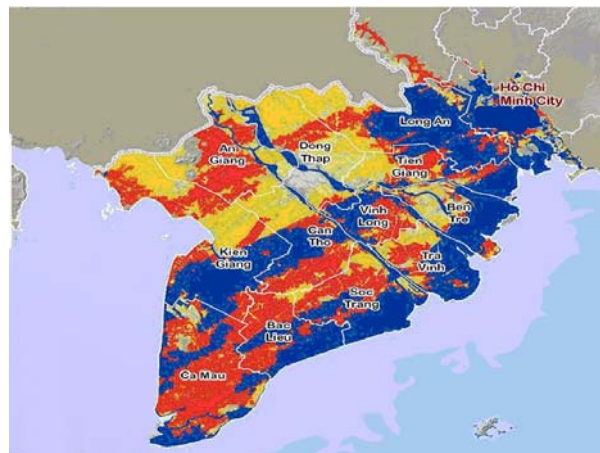 Ho Chi
Minh City
Long An
An
Giang
Dong
Thap
Tien
Giang
Ben
Tre
Vinh
Long
Can
Tho
Kien
Giang
Tra
Vinh
Soc
Trang
Bac
Lieu
Ca Mau